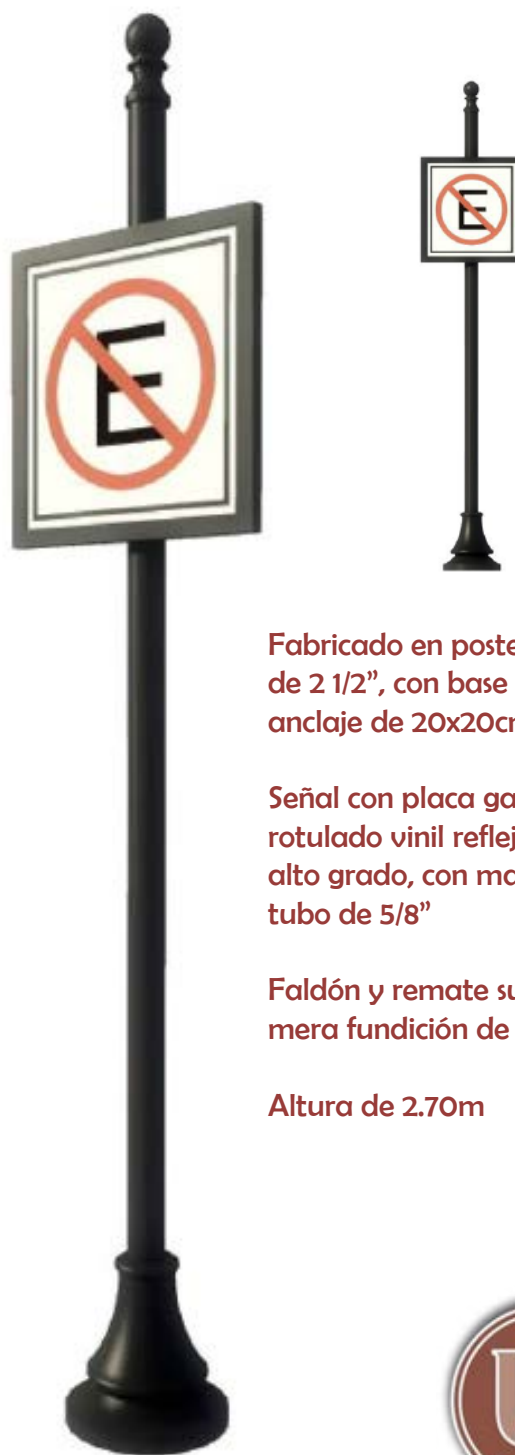 E
E
Fabricado en poste
de 2 1/2”, con base
anclaje de 20x20
Señal con placa
rotulado vinil
alto grado, con
tubo de 5/8”
Faldón y remate
mera fundición de
Altura de 2.70m